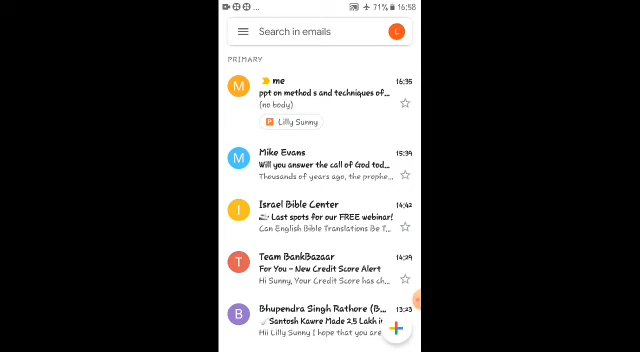 ... 71% 16:58
Search in emails
L
PRIMARY
M me 16:35
ppt on method s and techniques of...
(no body)
P Lilly Sunny
M Mike Evans 15:34
Will you answer the call of God tod...
Thousands of years ago, the prophe...
I Israel Bible Center 14:42
Last spots for our FREE webinar!
Can English Bible Translations Be T...
T Team BankBazaar 14:29
For You - New Credit Score Alert
Hi Sunny, Your Credit Score has ch...
B Bhupendra Singh Rathore (B... 13:23
Santosh Kawre Made 2.5 Lakh i
Hii Lilly Sunny I hope that you are